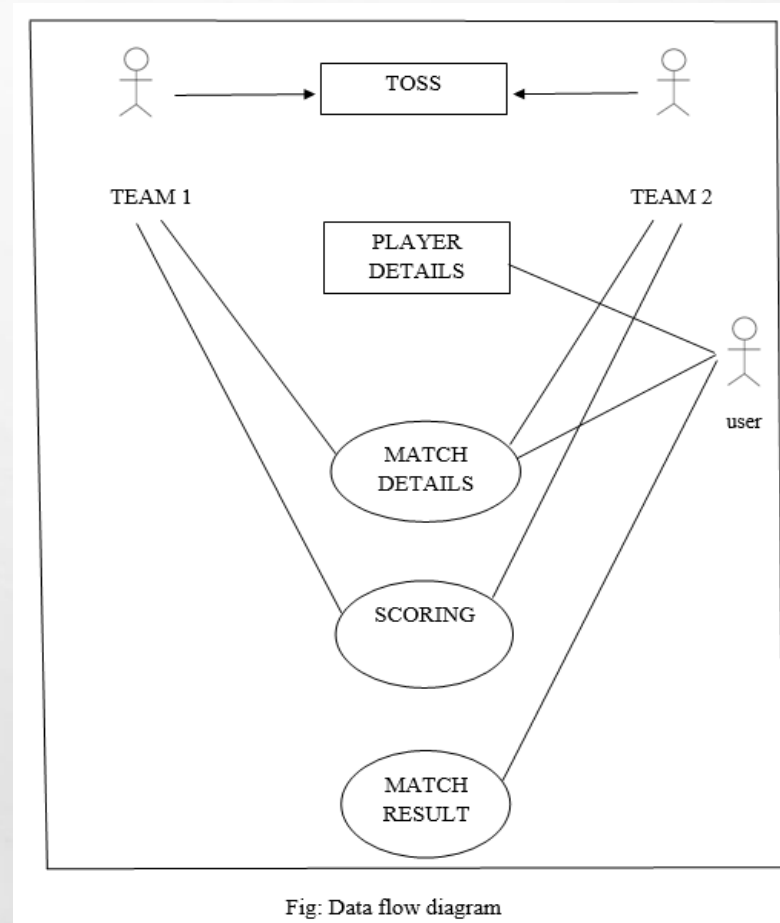 TOSS
TEAM 1
TEAM 2
PLAYER
DETAILS
user
MATCH
DETAILS
SCORING
MATCH
RESULT
Fig: Data flow diagram